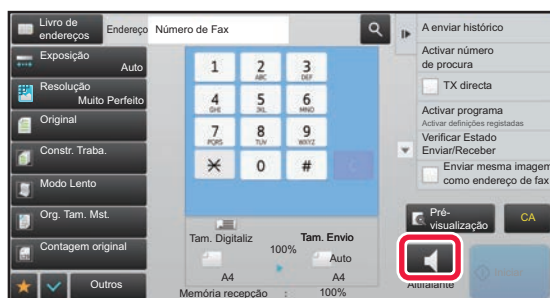 Livro de
endereços
Endereço
Número de Fax
Exposição
Auto
Resolução
Muito Perfeito
Original
Constr. Traba.
Modo Lento
Org. Tam. Mst.
Contagem original
Outros
1
2
ABC
3
DEF
4
GHI
5
JKL
6
MNO
7
PQRS
8
TUV
9
WXYZ
0
#
Tam. Digitaliz
100%
Tam. Envio
Auto
A4
A4
Memória recepção : 100%
A enviar histórico
Activar número
de procura
TX directa
Activar programa
Activar definições registadas
Verificar Estado
Enviar/Receber
Enviar mesma imagem
como endereço de fax
Pré-
visualização
CA
Altifalante